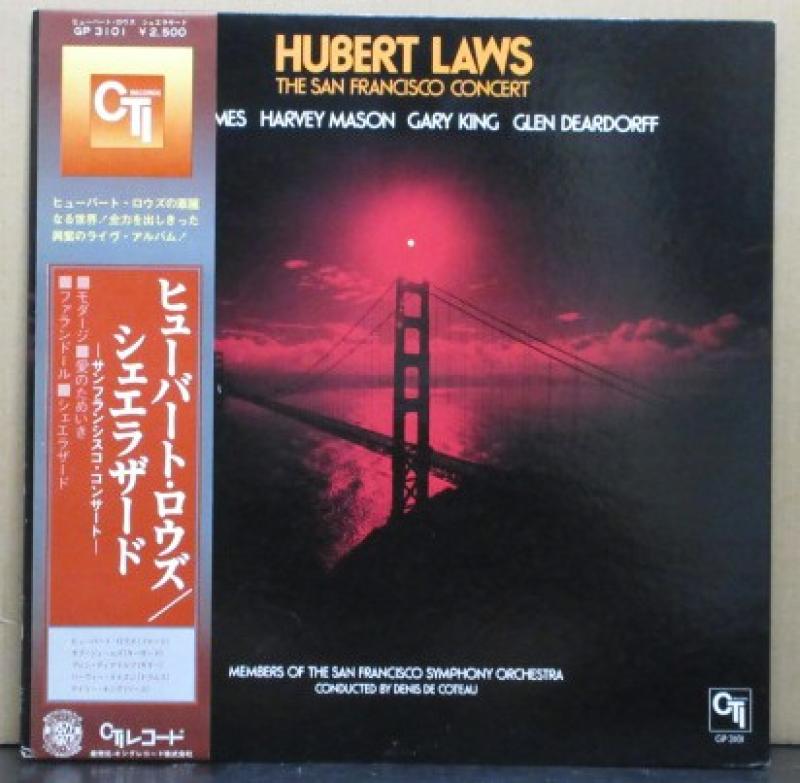 ヒューバート・ロウズ シェエラザード
GP 3101 ¥2,500
CTI
RECORDS
ヒューバート・ロウズの華麗
なる世界!全力を出しきった
興奮のライヴ・アルバム!
ヒューバート・ロウズ/
シェエラザード
—サンフランシスコ・コンサート—
■モダージ■愛のためいき
■ファランドール■シェエラザード
CTIレコード
HUBERT LAWS
THE SAN FRANCISCO CONCERT
MES HARVEY MASON GARY KING GLEN DEARDORFF
MEMBERS OF THE SAN FRANCISCO SYMPHONY ORCHESTRA
CONDUCTED BY DENIS DE COTEAU
CTI
GP 3101